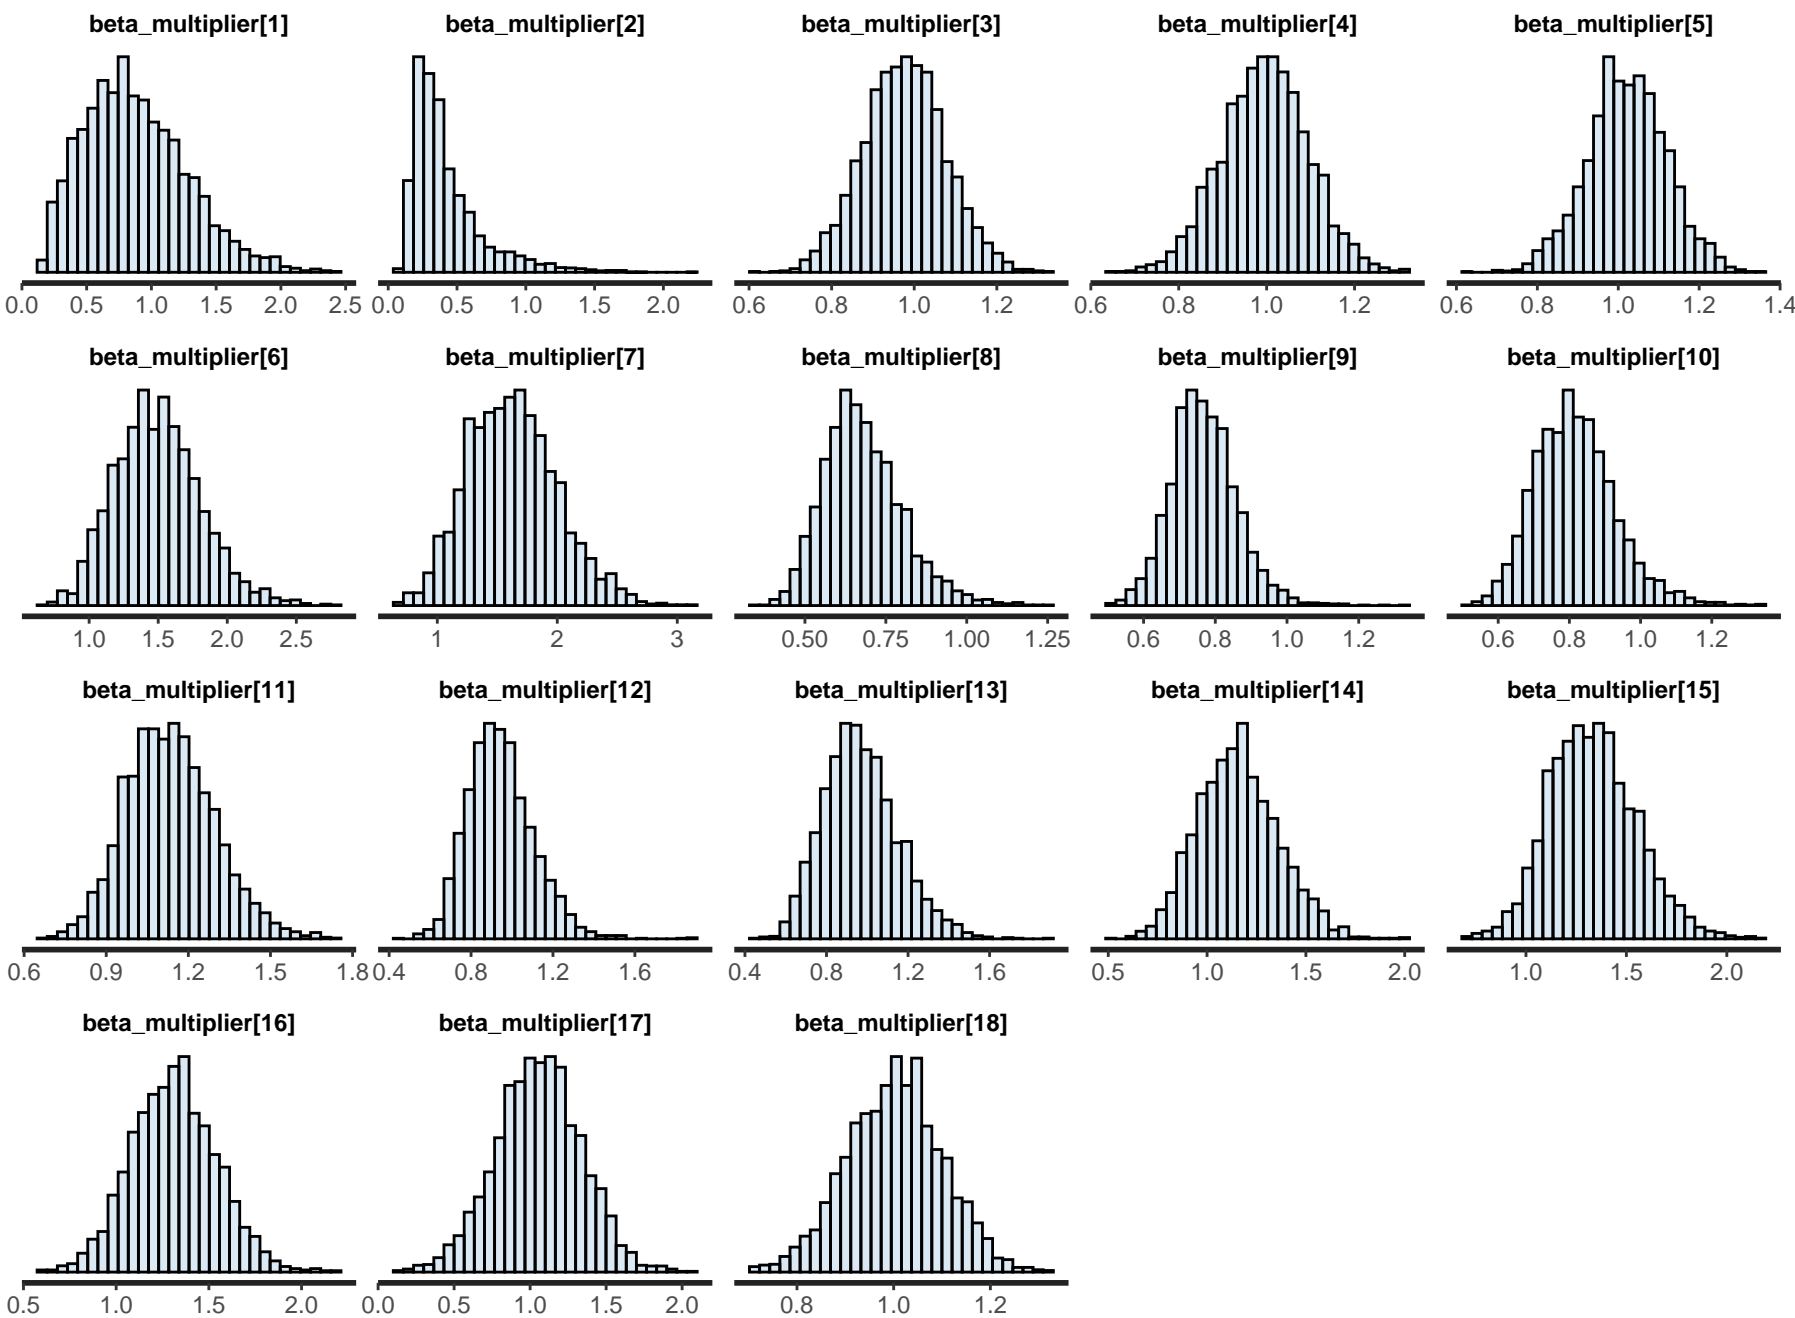 beta_multiplier[1] beta_multiplier[2] beta_multiplier[3] beta_multiplier[4] beta_multiplier[5]
0.0 0.5 1.0 1.5 2.0 2.5 0.0 0.5 1.0 1.5 2.0 0.6 0.8 1.0 1.2 0.6 0.8 1.0 1.2 0.6 0.8 1.0 1.2 1.4
beta_multiplier[6] beta_multiplier[7] beta_multiplier[8] beta_multiplier[9] beta_multiplier[10]
1.0 1.5 2.0 2.5 1 2 3 0.50 0.75 1.00 1.25 0.6 0.8 1.0 1.2 0.6 0.8 1.0 1.2
beta_multiplier[11] beta_multiplier[12] beta_multiplier[13] beta_multiplier[14] beta_multiplier[15]
0.6 0.9 1.2 1.5 1.8 0.4 0.8 1.2 1.6 0.4 0.8 1.2 1.6 0.5 1.0 1.5 2.0 1.0 1.5 2.0
beta_multiplier[16] beta_multiplier[17] beta_multiplier[18]
0.5 1.0 1.5 2.0 0.0 0.5 1.0 1.5 2.0 0.8 1.0 1.2